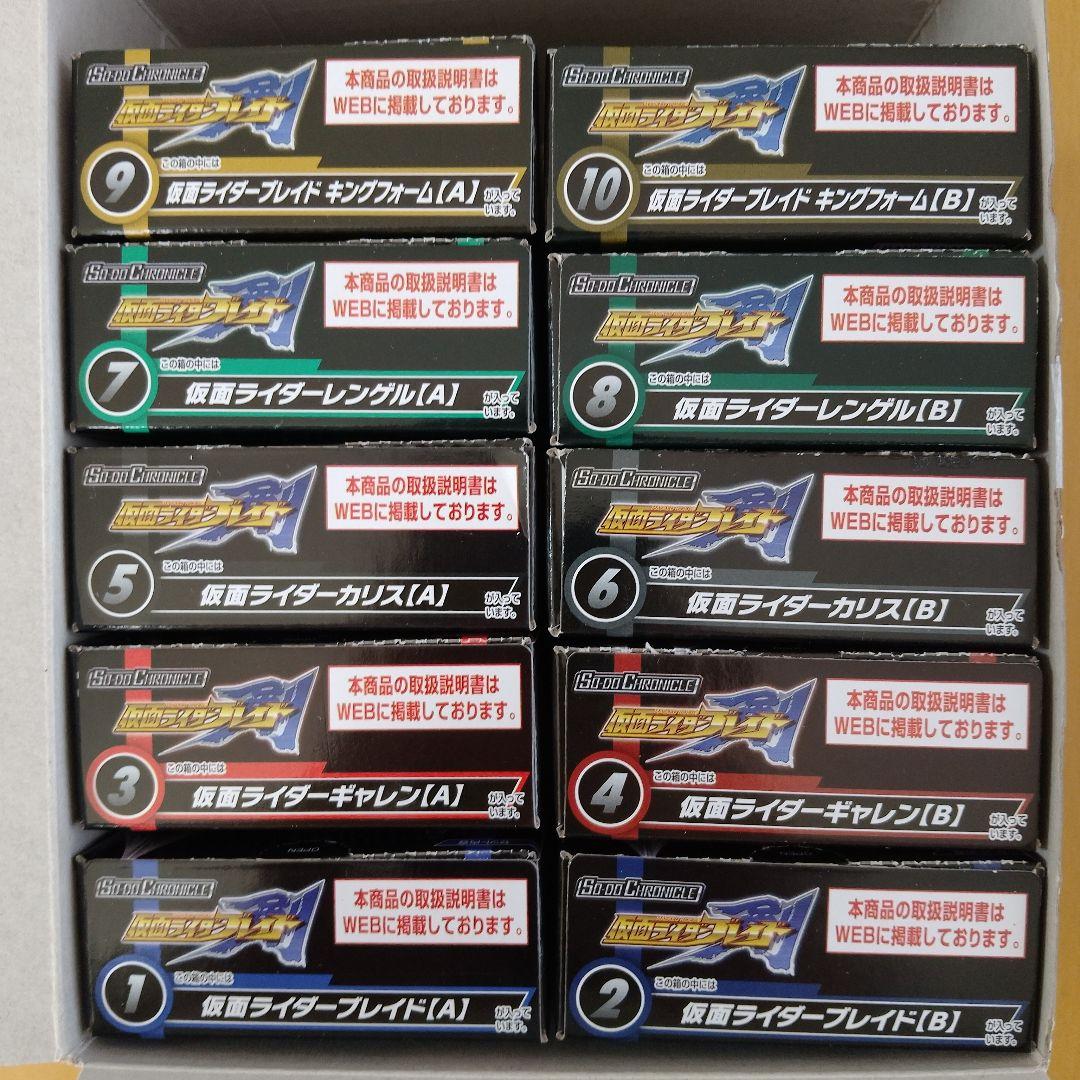 SO-DO CHRONICLE
仮面ライダーブレイド
剣
本商品の取扱説明書は
WEBに掲載しております。
9
この箱の中には
仮面ライダーブレイド キングフォーム【A】
が入って
います。
SO-DO CHRONICLE
仮面ライダーブレイド
剣
本商品の取扱説明書は
WEBに掲載しております。
10
この箱の中には
仮面ライダーブレイド キングフォーム【B】
が入って
います。
SO-DO CHRONICLE
仮面ライダーブレイド
剣
本商品の取扱説明書は
WEBに掲載しております。
7
この箱の中には
仮面ライダーレンゲル【A】
が入って
います。
SO-DO CHRONICLE
仮面ライダーブレイド
剣
本商品の取扱説明書は
WEBに掲載しております。
8
この箱の中には
仮面ライダーレンゲル【B】
が入って
います。
SO-DO CHRONICLE
仮面ライダーブレイド
剣
本商品の取扱説明書は
WEBに掲載しております。
5
この箱の中には
仮面ライダーカリス【A】
が入って
います。
SO-DO CHRONICLE
仮面ライダーブレイド
剣
本商品の取扱説明書は
WEBに掲載しております。
6
この箱の中には
仮面ライダーカリス【B】
が入って
います。
SO-DO CHRONICLE
仮面ライダーブレイド
剣
本商品の取扱説明書は
WEBに掲載しております。
3
この箱の中には
仮面ライダーギャレン【A】
が入って
います。
SO-DO CHRONICLE
仮面ライダーブレイド
剣
本商品の取扱説明書は
WEBに掲載しております。
4
この箱の中には
仮面ライダーギャレン【B】
が入って
います。
OPEN
SO-DO CHRONICLE
仮面ライダーブレイド
剣
本商品の取扱説明書は
WEBに掲載しております。
1
この箱の中には
仮面ライダーブレイド【A】
が入って
います。
OPEN
SO-DO CHRONICLE
仮面ライダーブレイド
剣
本商品の取扱説明書は
WEBに掲載しております。
2
この箱の中には
仮面ライダーブレイド【B】
が入って
います。